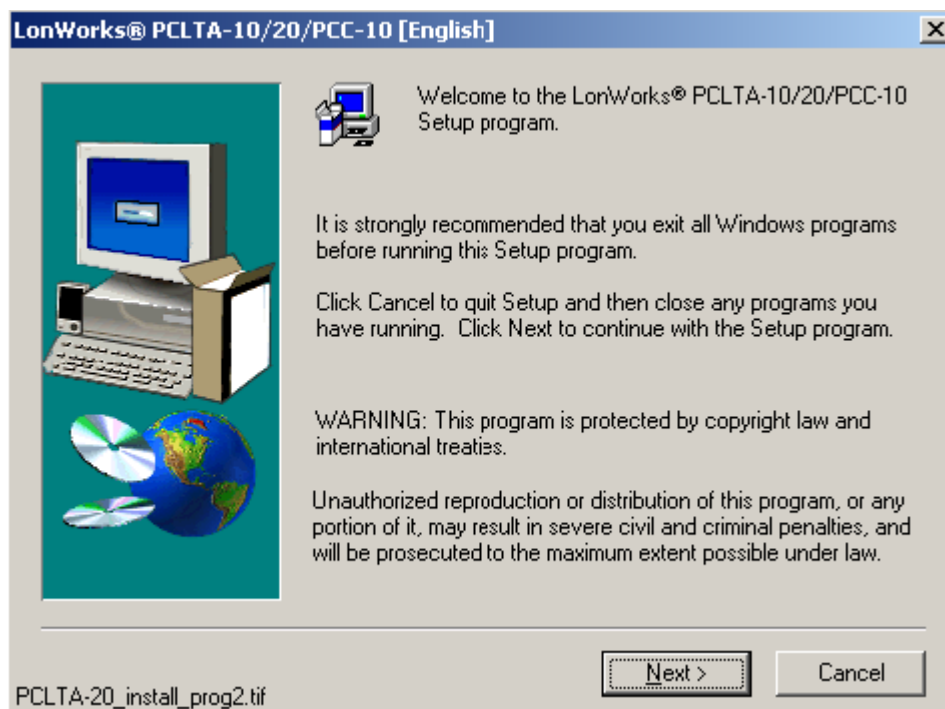 LonWorks® PCLTA-10/20/PCC-10 [English]
Welcome to the LonWorks® PCLTA-10/20/PCC-10
Setup program.
It is strongly recommended that you exit all Windows programs
before running this Setup program.
Click Cancel to quit Setup and then close any programs you
have running. Click Next to continue with the Setup program.
WARNING: This program is protected by copyright law and
international treaties.
Unauthorized reproduction or distribution of this program, or any
portion of it, may result in severe civil and criminal penalties, and
will be prosecuted to the maximum extent possible under law.
Next >
Cancel
PCLTA-20_install_prog2.tif